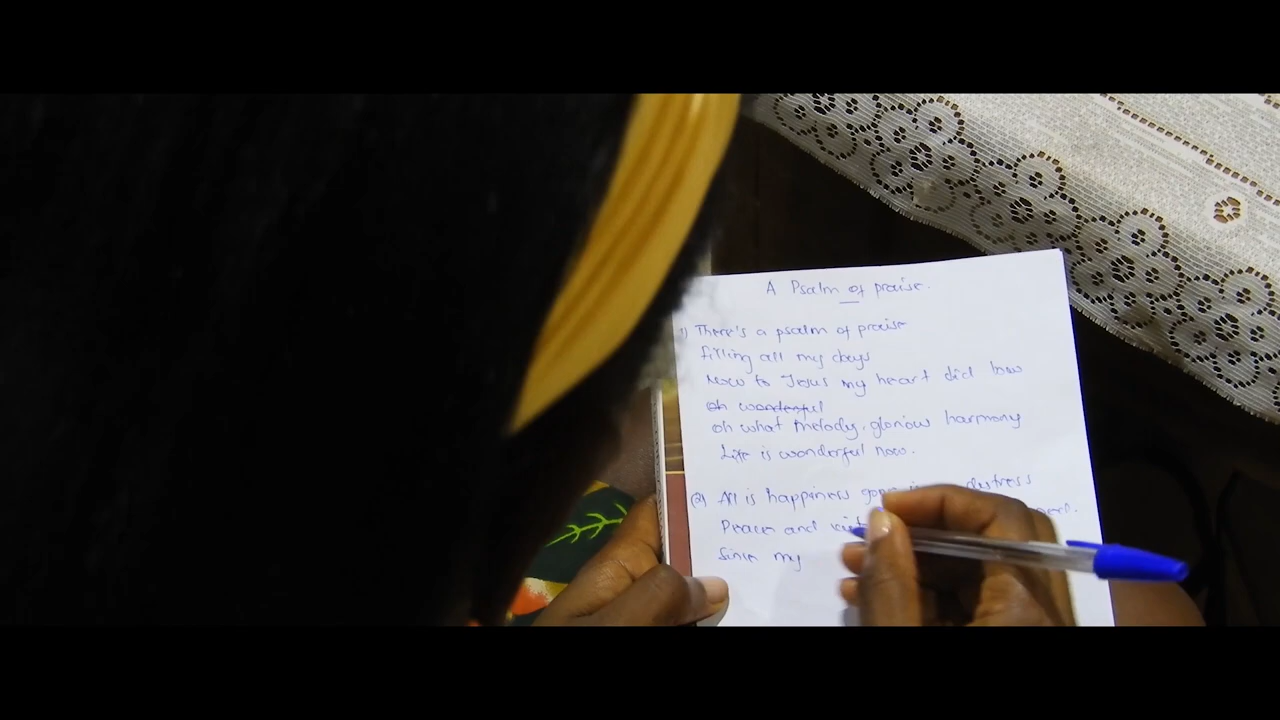 A Psalm of praise.
1) There's a psalm of praise
filling all my days
Now to Jesus my heart did bow
oh wonderful
oh what melody, glorious harmony
Life is wonderful now.
(2) All is happiness gone is distress
Peace and
Since my